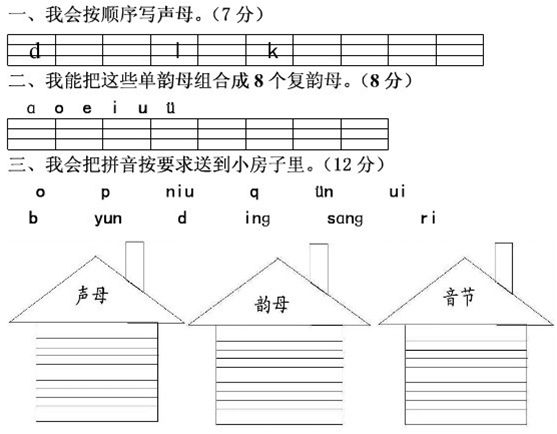 一、我会按顺序写声母。(7 分)
d l k
二、我能把这些单韵母组合成 8 个复韵母。(8 分)
ɑ o e i u ü
三、我会把拼音按要求送到小房子里。(12 分)
o p niu q ün ui
b yun d ing sɑng ri
声母 韵母 音节